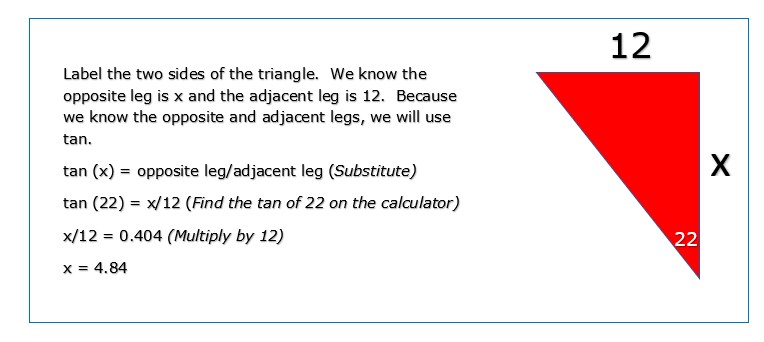 12
Label the two sides of the triangle.  We know the
opposite leg is x and the adjacent leg is 12.  Because
we know the opposite and adjacent legs, we will use
tan.
tan (x) = opposite leg/adjacent leg (Substitute)
tan (22) = x/12 (Find the tan of 22 on the calculator)
x/12 = 0.404 (Multiply by 12)
x = 4.84
X
22